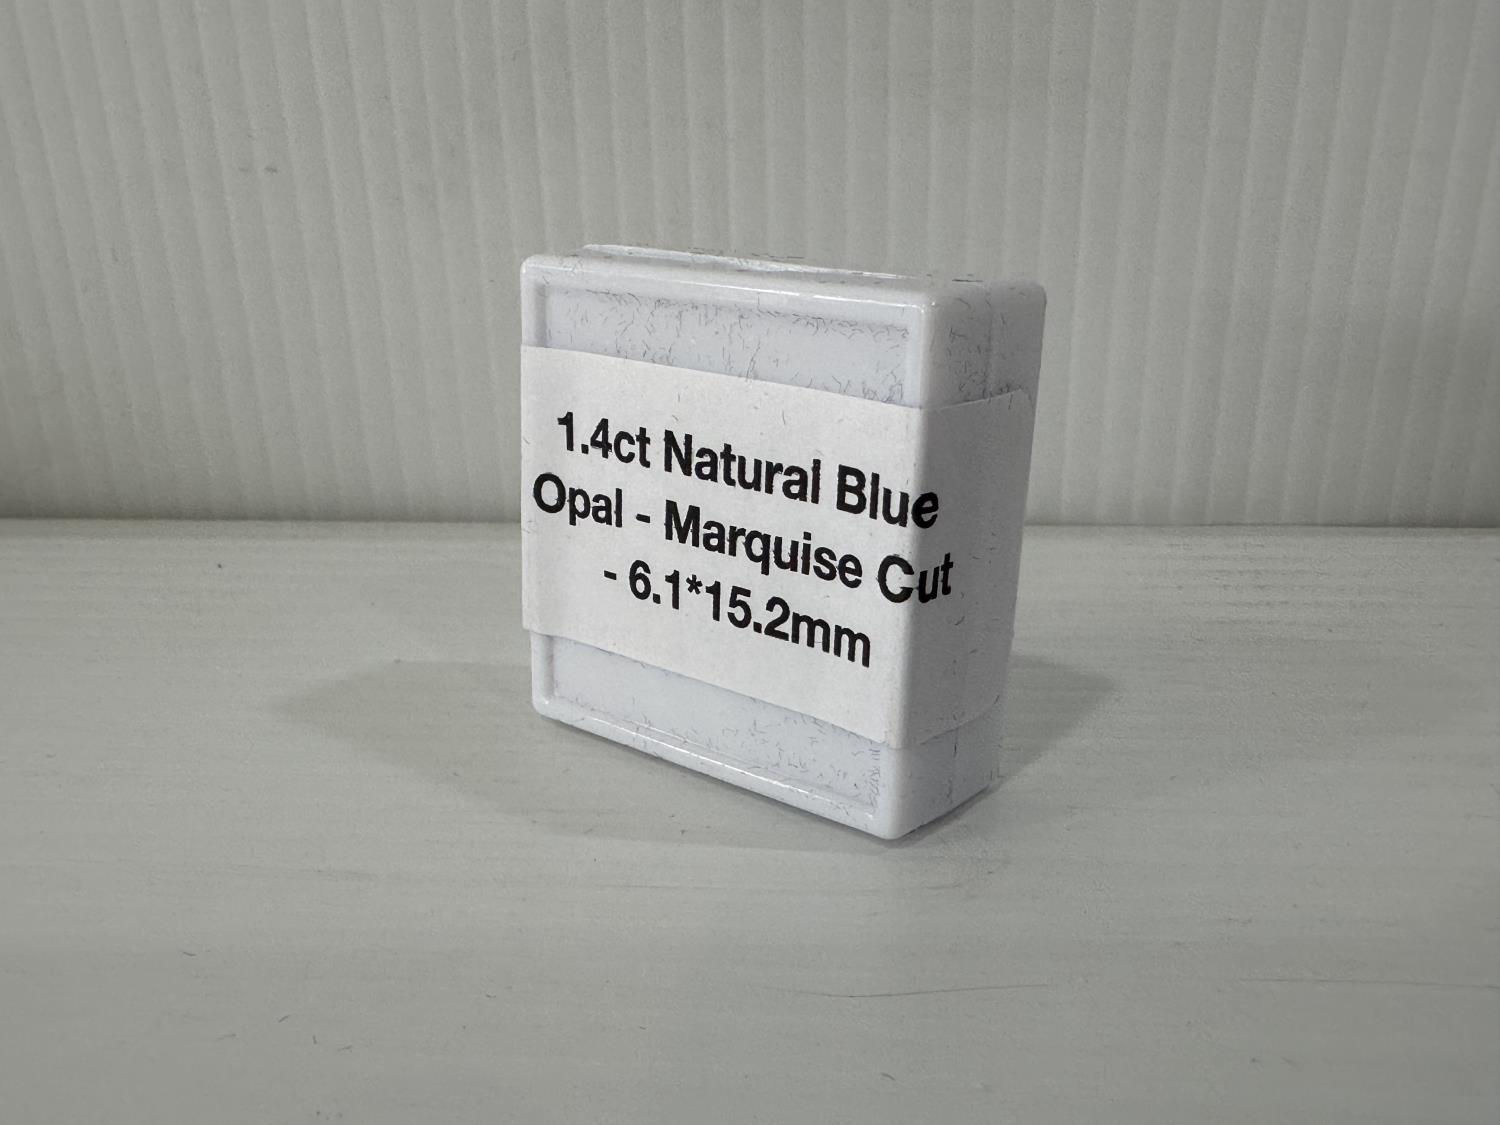 1.4ct Natural Blue
Opal - Marquise Cut
- 6.1*15.2mm